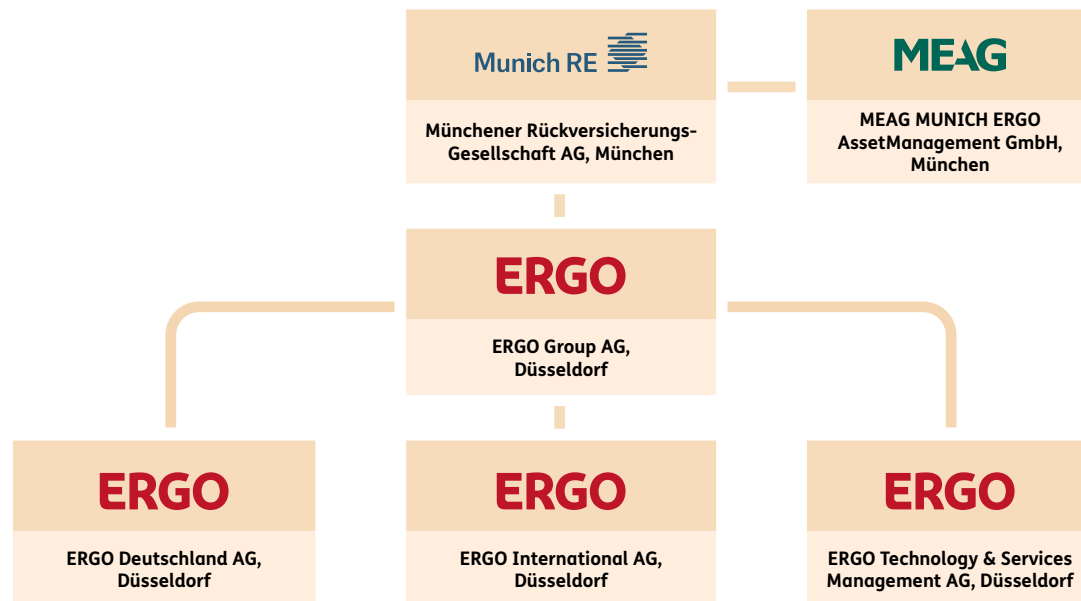 Munich RE
MEAG
Münchener Rückversicherungs-
Gesellschaft AG, München
MEAG MUNICH ERGO
AssetManagement GmbH,
München
ERGO
ERGO Group AG,
Düsseldorf
ERGO
ERGO Deutschland AG,
Düsseldorf
ERGO
ERGO International AG,
Düsseldorf
ERGO
ERGO Technology & Services
Management AG, Düsseldorf